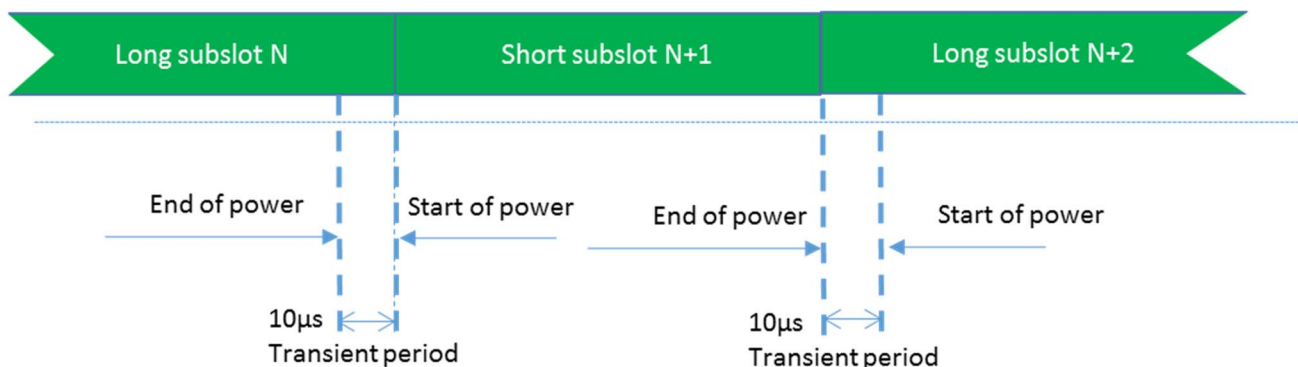 Long subslot N
Short subslot N+1
Long subslot N+2
End of power
Start of power
End of power
Start of power
10µs
Transient period
10µs
Transient period